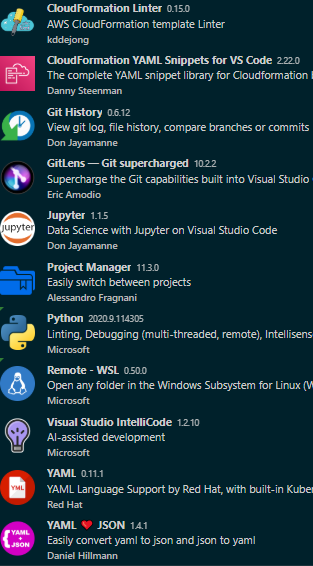 CloudFormation Linter 0.15.0
AWS CloudFormation template Linter
kddejong
CloudFormation YAML Snippets for VS Code 2.22.0
The complete YAML snippet library for Cloudformation
Danny Steenman
Git History 0.6.12
View git log, file history, compare branches or commits
Don Jayamanne
GitLens — Git supercharged 10.2.2
Supercharge the Git capabilities built into Visual Studio
Eric Amodio
jupyter
Jupyter 1.1.5
Data Science with Jupyter on Visual Studio Code
Don Jayamanne
Project Manager 11.3.0
Easily switch between projects
Alessandro Fragnani
Python 2020.9.114305
Linting, Debugging (multi-threaded, remote), Intellisens
Microsoft
Remote - WSL 0.50.0
Open any folder in the Windows Subsystem for Linux (W
Microsoft
Visual Studio IntelliCode 1.2.10
AI-assisted development
Microsoft
YML
YAML 0.11.1
YAML Language Support by Red Hat, with built-in Kuber
Red Hat
YAML + JSON
YAML ❤️ JSON 1.4.1
Easily convert yaml to json and json to yaml
Daniel Hillmann